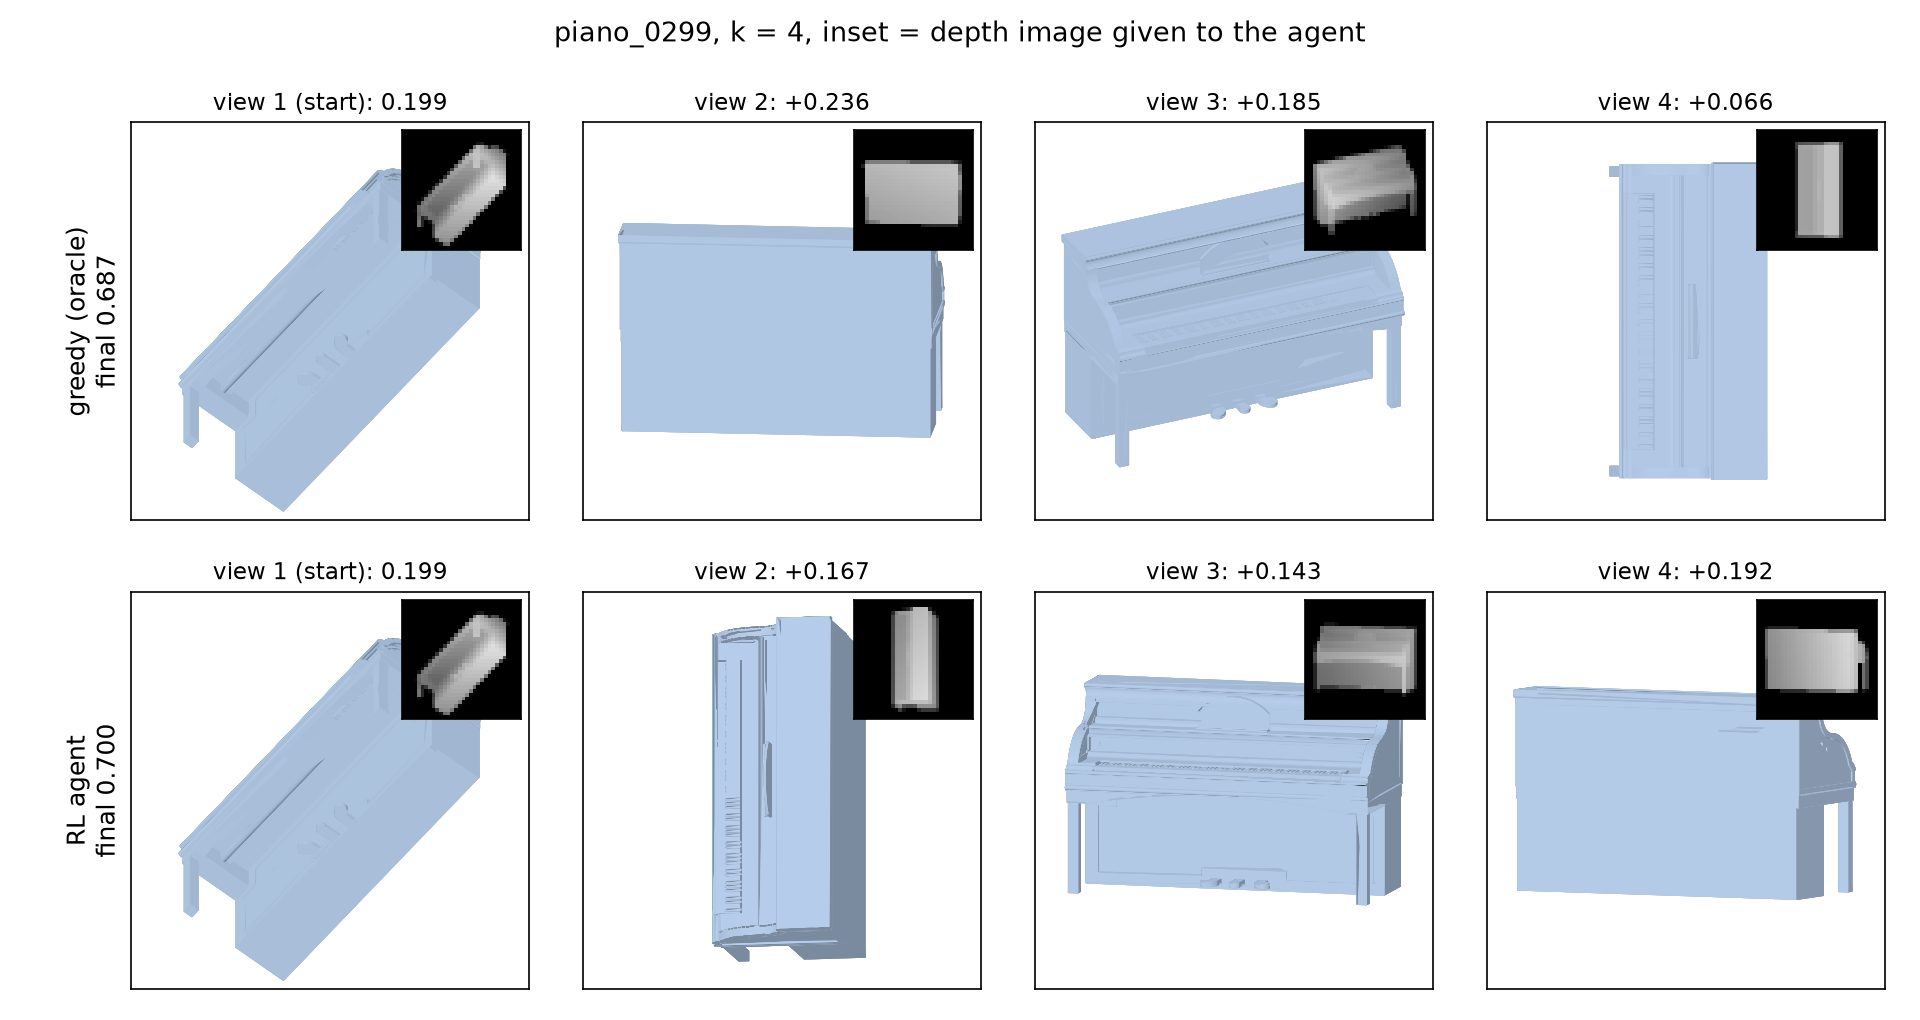 piano_0299, k = 4, inset = depth image given to the agent
greedy (oracle)
final 0.687
view 1 (start): 0.199
view 2: +0.236
view 3: +0.185
view 4: +0.066
RL agent
final 0.700
view 1 (start): 0.199
view 2: +0.167
view 3: +0.143
view 4: +0.192